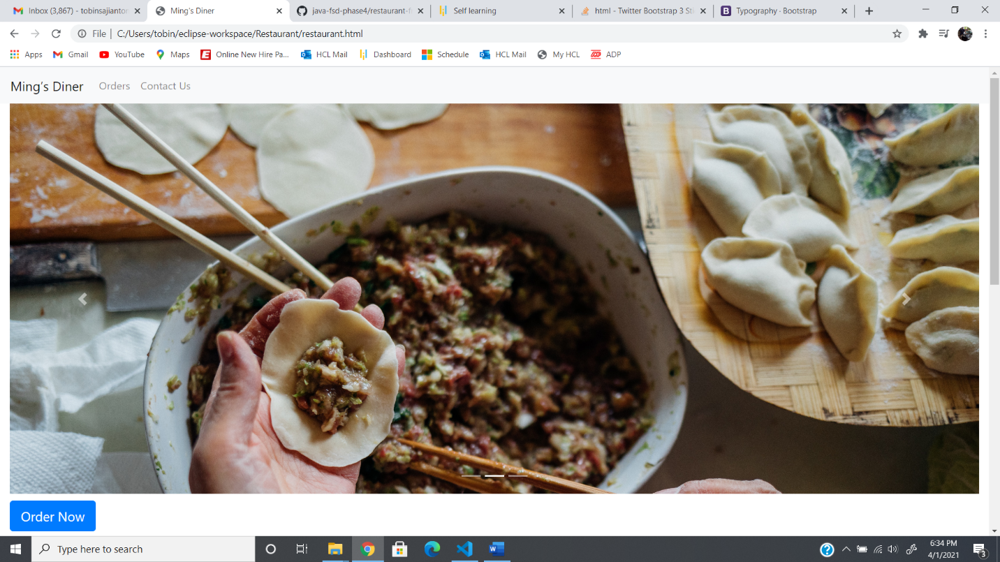 Inbox (3,867) - tobinsajianton
Ming's Diner
java-fsd-phase4/restaurant-f
Self learning
html - Twitter Bootstrap 3 Sti
Typography · Bootstrap
File
C:/Users/tobin/eclipse-workspace/Restaurant/restaurant.html
Apps
Gmail
YouTube
Maps
Online New Hire Pa...
HCL Mail
Dashboard
Schedule
HCL Mail
My HCL
ADP
Ming's Diner
Orders
Contact Us
Order Now
Type here to search
6:34 PM
4/1/2021
3